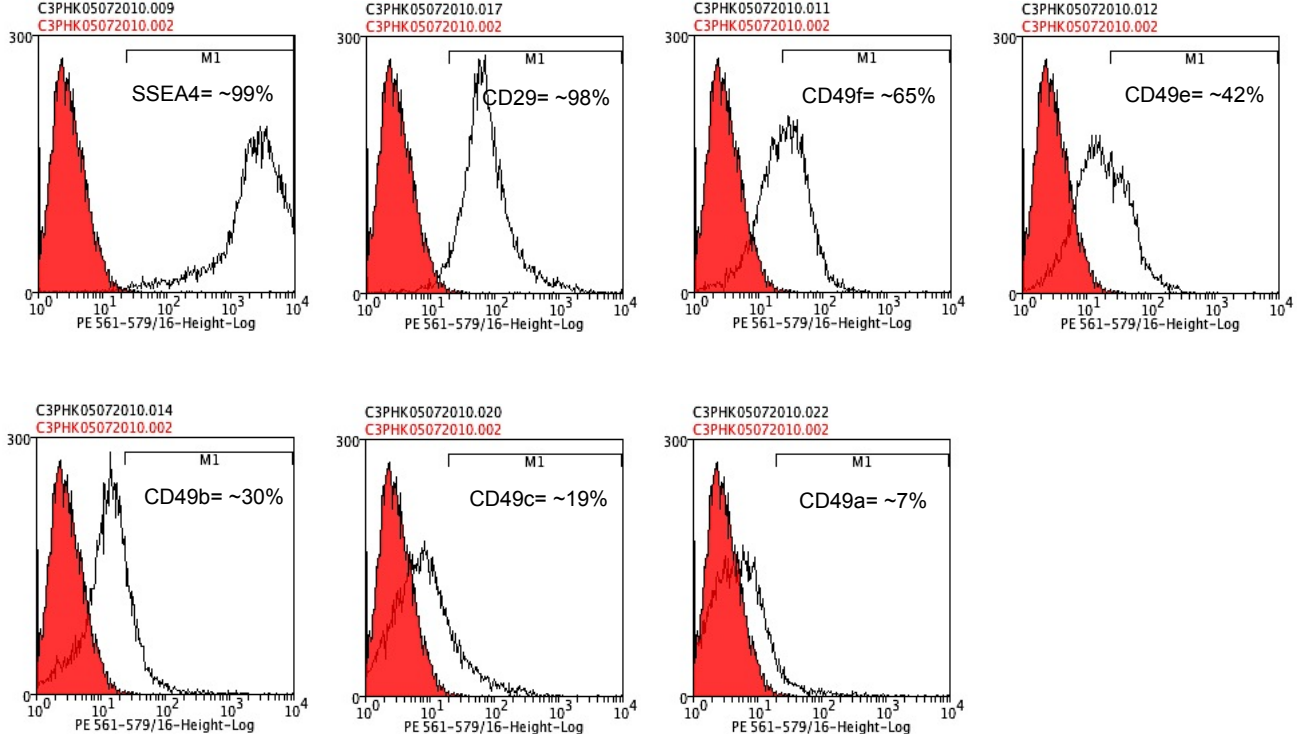 C3PHK05072010.009
C3PHK05072010.002
300
M1
SSEA4= ~99%
0
10^0 10^1 10^2 10^3 10^4
PE 561-579/16-Height-Log
C3PHK05072010.017
C3PHK05072010.002
300
M1
CD29= ~98%
0
10^0 10^1 10^2 10^3 10^4
PE 561-579/16-Height-Log
C3PHK05072010.011
C3PHK05072010.002
300
M1
CD49f= ~65%
0
10^0 10^1 10^2 10^3 10^4
PE 561-579/16-Height-Log
C3PHK05072010.012
C3PHK05072010.002
300
M1
CD49e= ~42%
0
10^0 10^1 10^2 10^3 10^4
PE 561-579/16-Height-Log
C3PHK05072010.014
C3PHK05072010.002
300
M1
CD49b= ~30%
0
10^0 10^1 10^2 10^3 10^4
PE 561-579/16-Height-Log
C3PHK05072010.020
C3PHK05072010.002
300
M1
CD49c= ~19%
0
10^0 10^1 10^2 10^3 10^4
PE 561-579/16-Height-Log
C3PHK05072010.022
C3PHK05072010.002
300
M1
CD49a= ~7%
0
10^0 10^1 10^2 10^3 10^4
PE 561-579/16-Height-Log